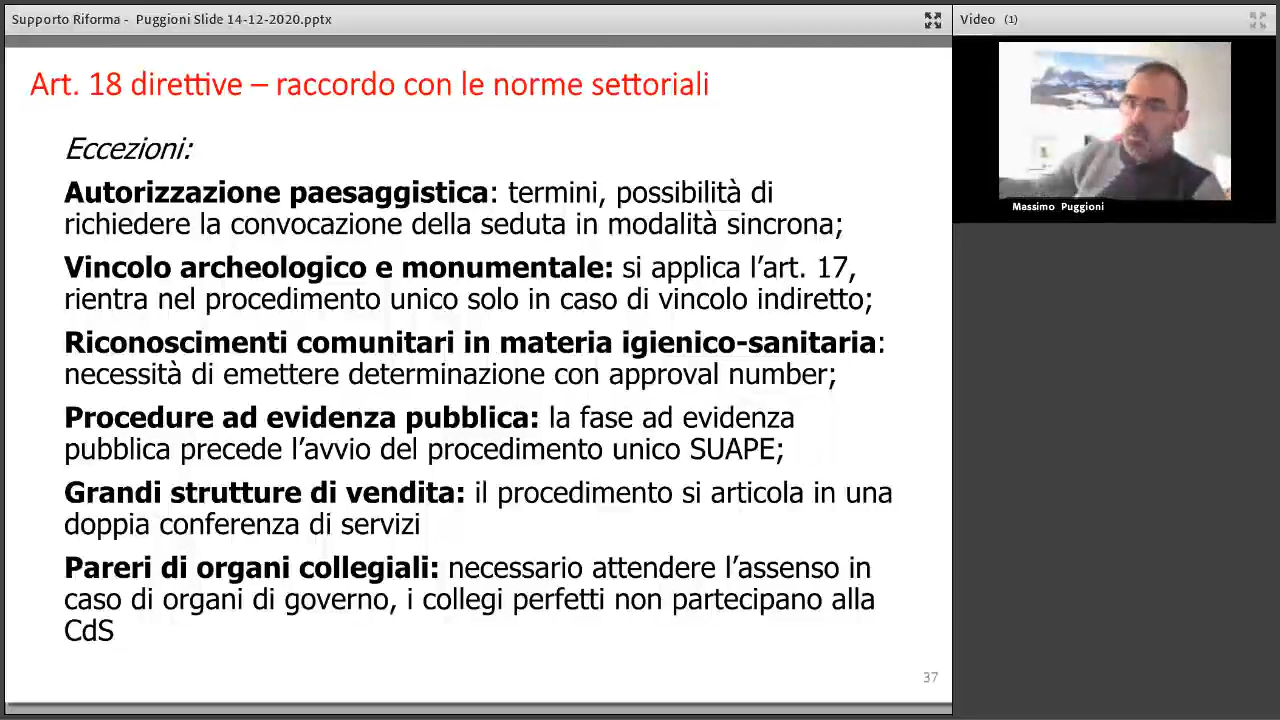 Supporto Riforma - Puggioni Slide 14-12-2020.pptx
Video (1)
Art. 18 direttive – raccordo con le norme settoriali
Eccezioni:
Autorizzazione paesaggistica: termini, possibilità di
richiedere la convocazione della seduta in modalità sincrona;
Vincolo archeologico e monumentale: si applica l’art. 17,
rientra nel procedimento unico solo in caso di vincolo indiretto;
Riconoscimenti comunitari in materia igienico-sanitaria:
necessità di emettere determinazione con approval number;
Procedure ad evidenza pubblica: la fase ad evidenza
pubblica precede l’avvio del procedimento unico SUAPE;
Grandi strutture di vendita: il procedimento si articola in una
doppia conferenza di servizi
Pareri di organi collegiali: necessario attendere l’assenso in
caso di organi di governo, i collegi perfetti non partecipano alla
CdS
37
Massimo Puggioni